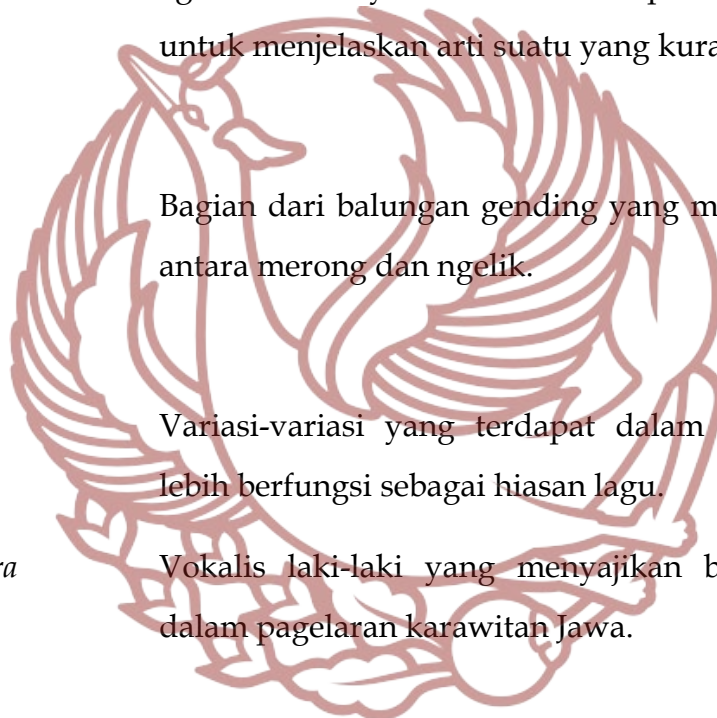 untuk menjelaskan arti suatu yang
Bagian dari balungan gending yang
antara merong dan ngelik.
Variasi-variasi yang terdapat dalam
lebih berfungsi sebagai hiasan lagu.
Vokalis laki-laki yang menyajikan
dalam pagelaran karawitan Jawa.